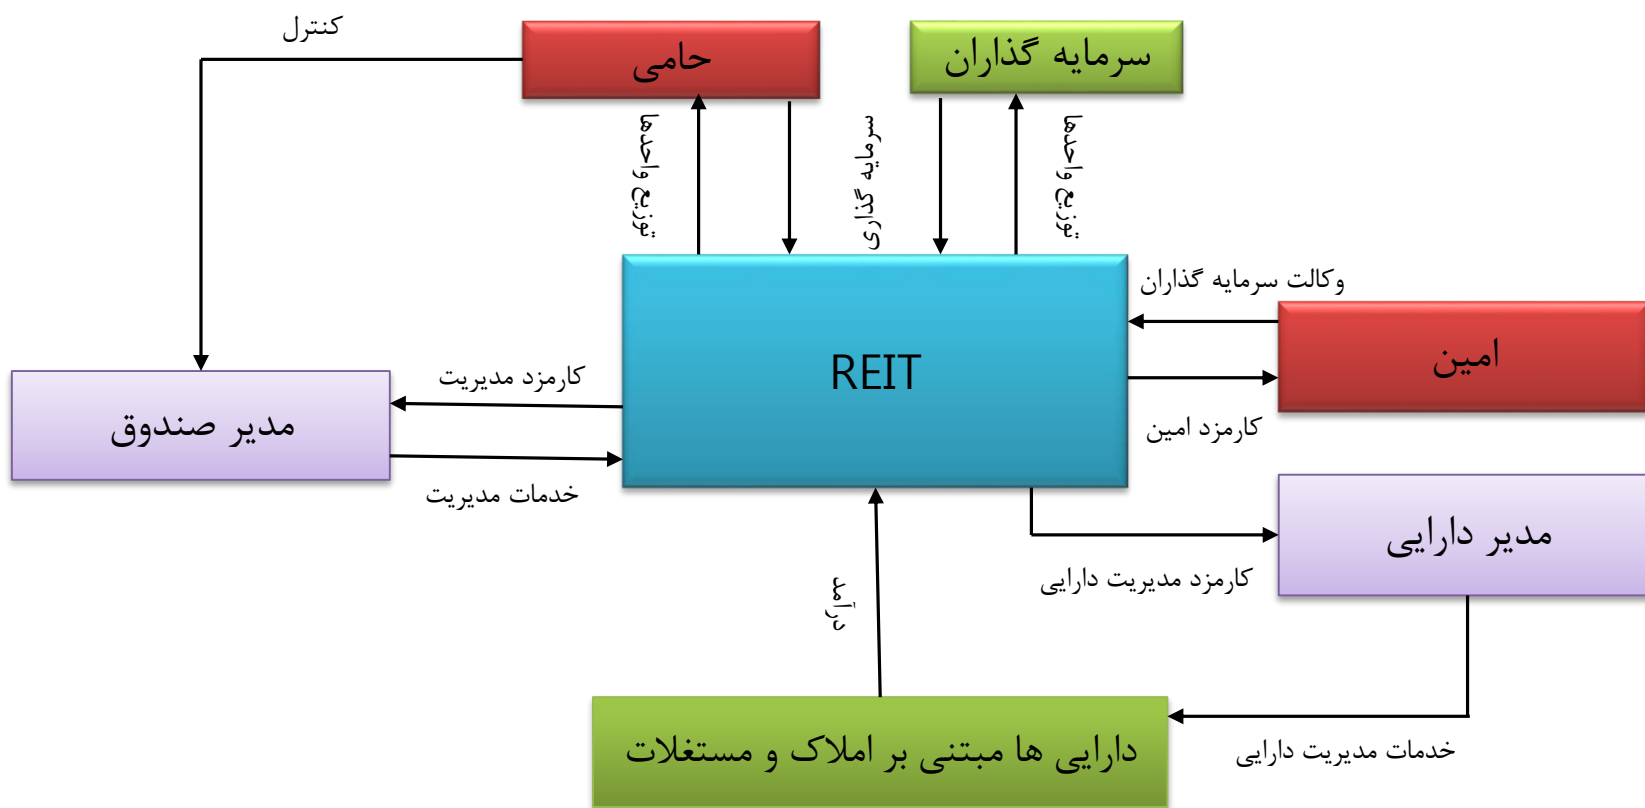 کنترل
حامی
سرمایه گذاران
توزیع واحدها
سرمایه گذاری
توزیع واحدها
وکالت سرمایه گذاران
امین
REIT
کارمزد مدیریت
مدیر صندوق
کارمزد امین
خدمات مدیریت
مدیر دارایی
کارمزد مدیریت دارایی
درآمد
دارایی ها مبتنی بر املاک و مستغلات
خدمات مدیریت دارایی